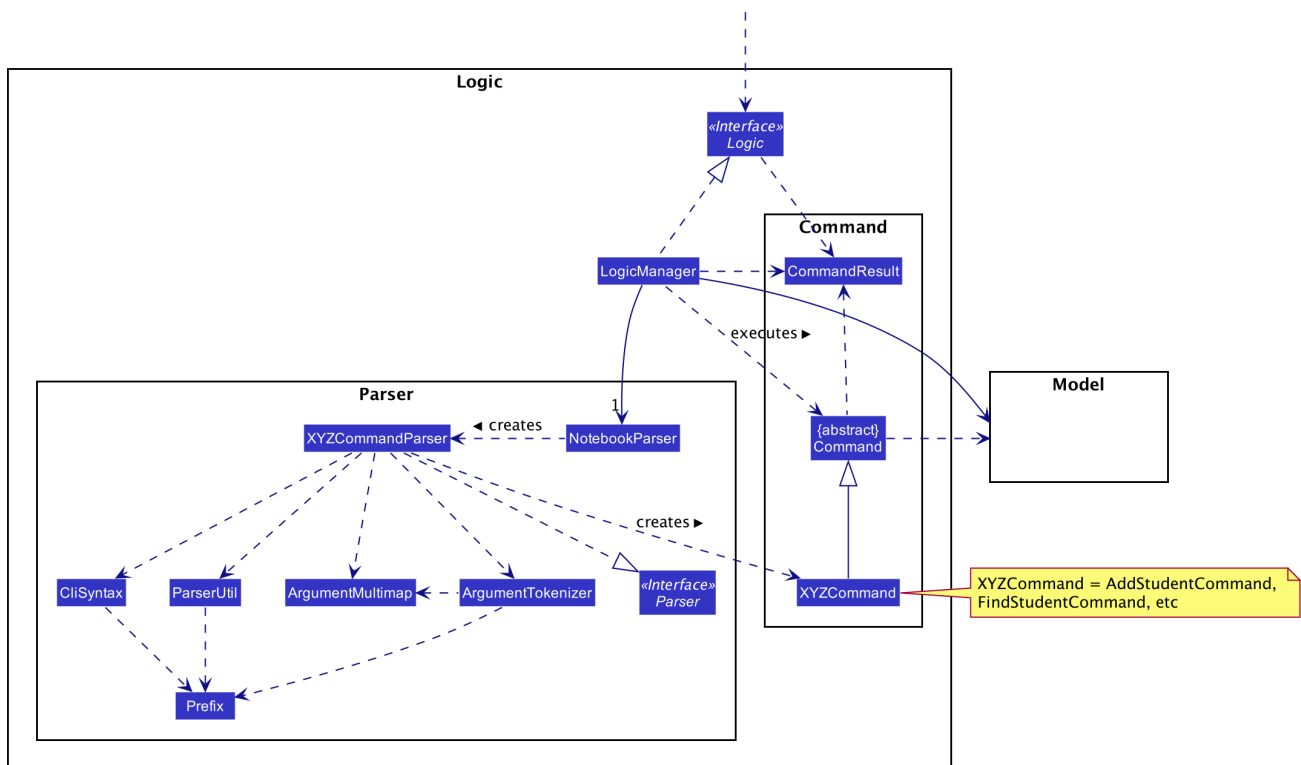 Logic
«Interface»
Logic
Command
LogicManager
CommandResult
executes ▶
Model
Parser
1
{abstract}
Command
XYZCommandParser
◀ creates
NotebookParser
creates ▶
CliSyntax
ParserUtil
ArgumentMultimap
ArgumentTokenizer
«Interface»
Parser
XYZCommand
XYZCommand = AddStudentCommand,
FindStudentCommand, etc
Prefix